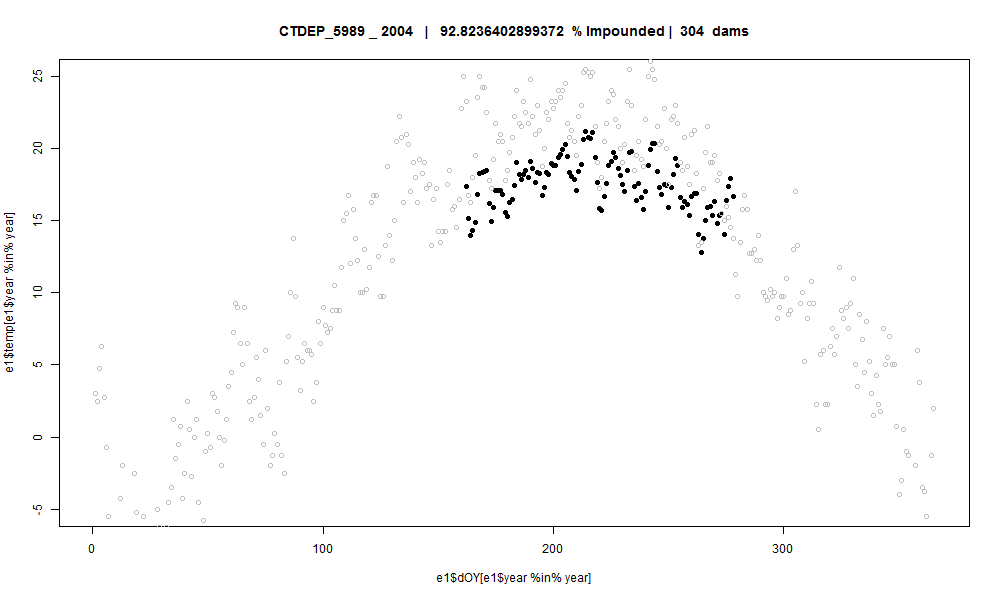 CTDEP_5989 _ 2004 | 92.8236402899372 % Impounded | 304 dams
e1$temp[e1$year %in% year]
25
20
15
10
5
0
-5
0 100 200 300
e1$dOY[e1$year %in% year]